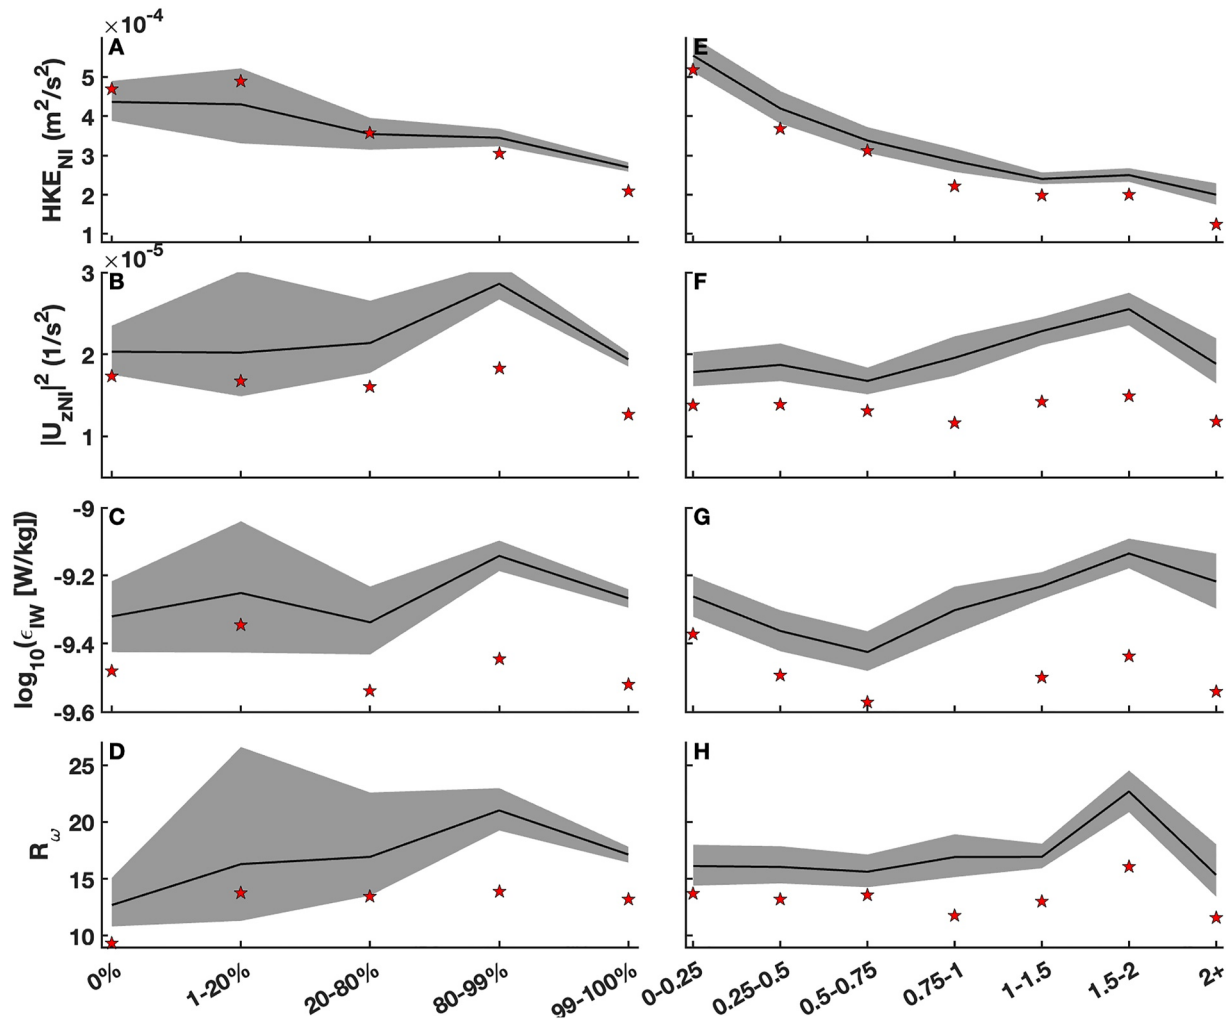 ×10⁻⁴
A
E
5
4
3
2
1
HKE_NI (m²/s²)
×10⁻⁵
B
F
3
2
1
|U_zNI|² (1/s²)
C
G
-9
-9.2
-9.4
-9.6
log₁₀(ϵ_IW [W/kg])
D
H
25
20
15
10
R_ω
0% 1-20% 20-80% 80-99% 99-100%
0-0.25 0.25-0.5 0.5-0.75 0.75-1 1-1.5 1.5-2 2+